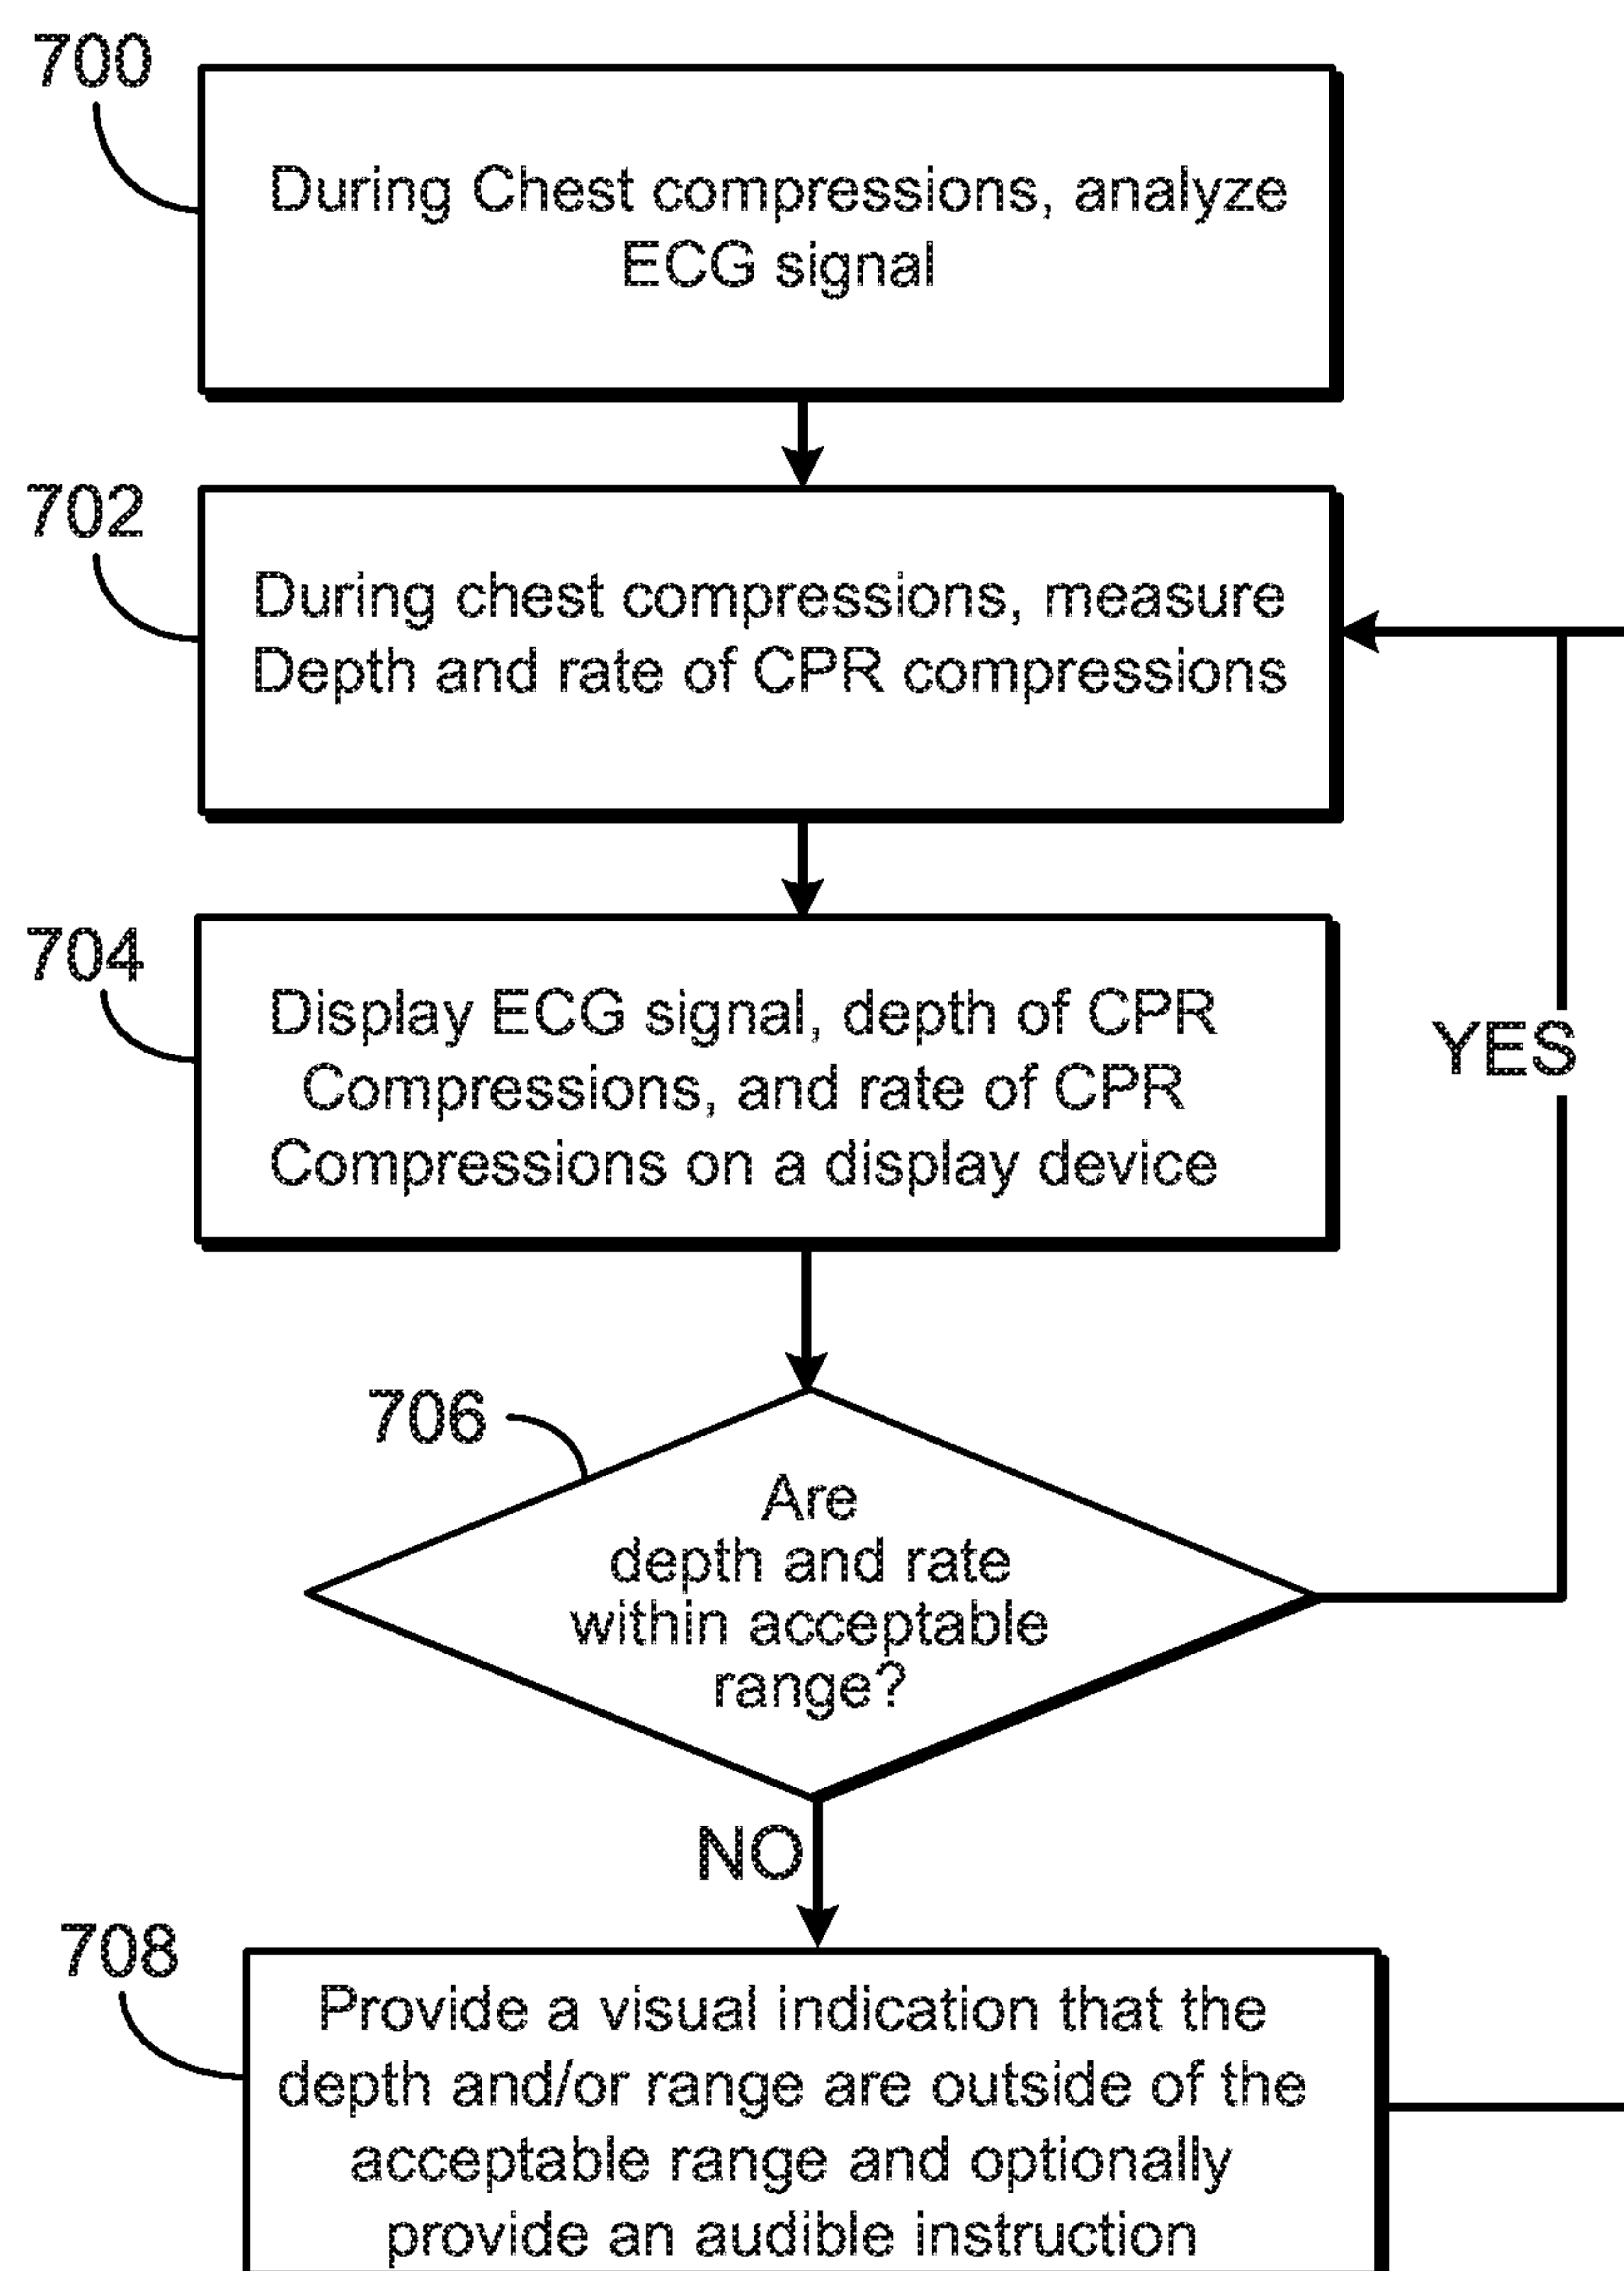 700
During Chest compressions, analyze
ECG signal
702
During chest compressions, measure
Depth and rate of CPR compressions
704
Display ECG signal, depth of CPR
Compressions, and rate of CPR
Compressions on a display device
YES
706
Are
depth and rate
within acceptable
range?
NO
708
Provide a visual indication that the
depth and/or range are outside of the
acceptable range and optionally
provide an audible instruction